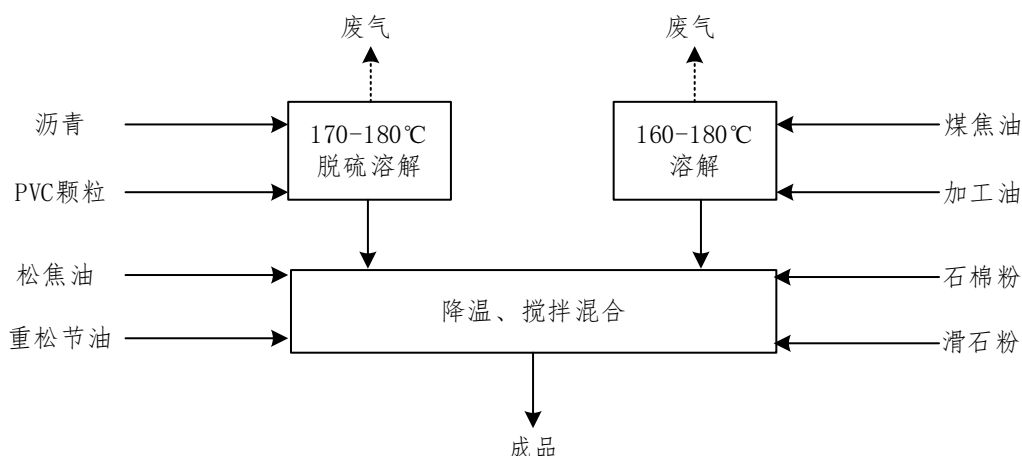 废气
废气
沥青
170-180℃
脱硫溶解
160-180℃
溶解
煤焦油
PVC颗粒
加工油
松焦油
降温、搅拌混合
石棉粉
重松节油
滑石粉
成品